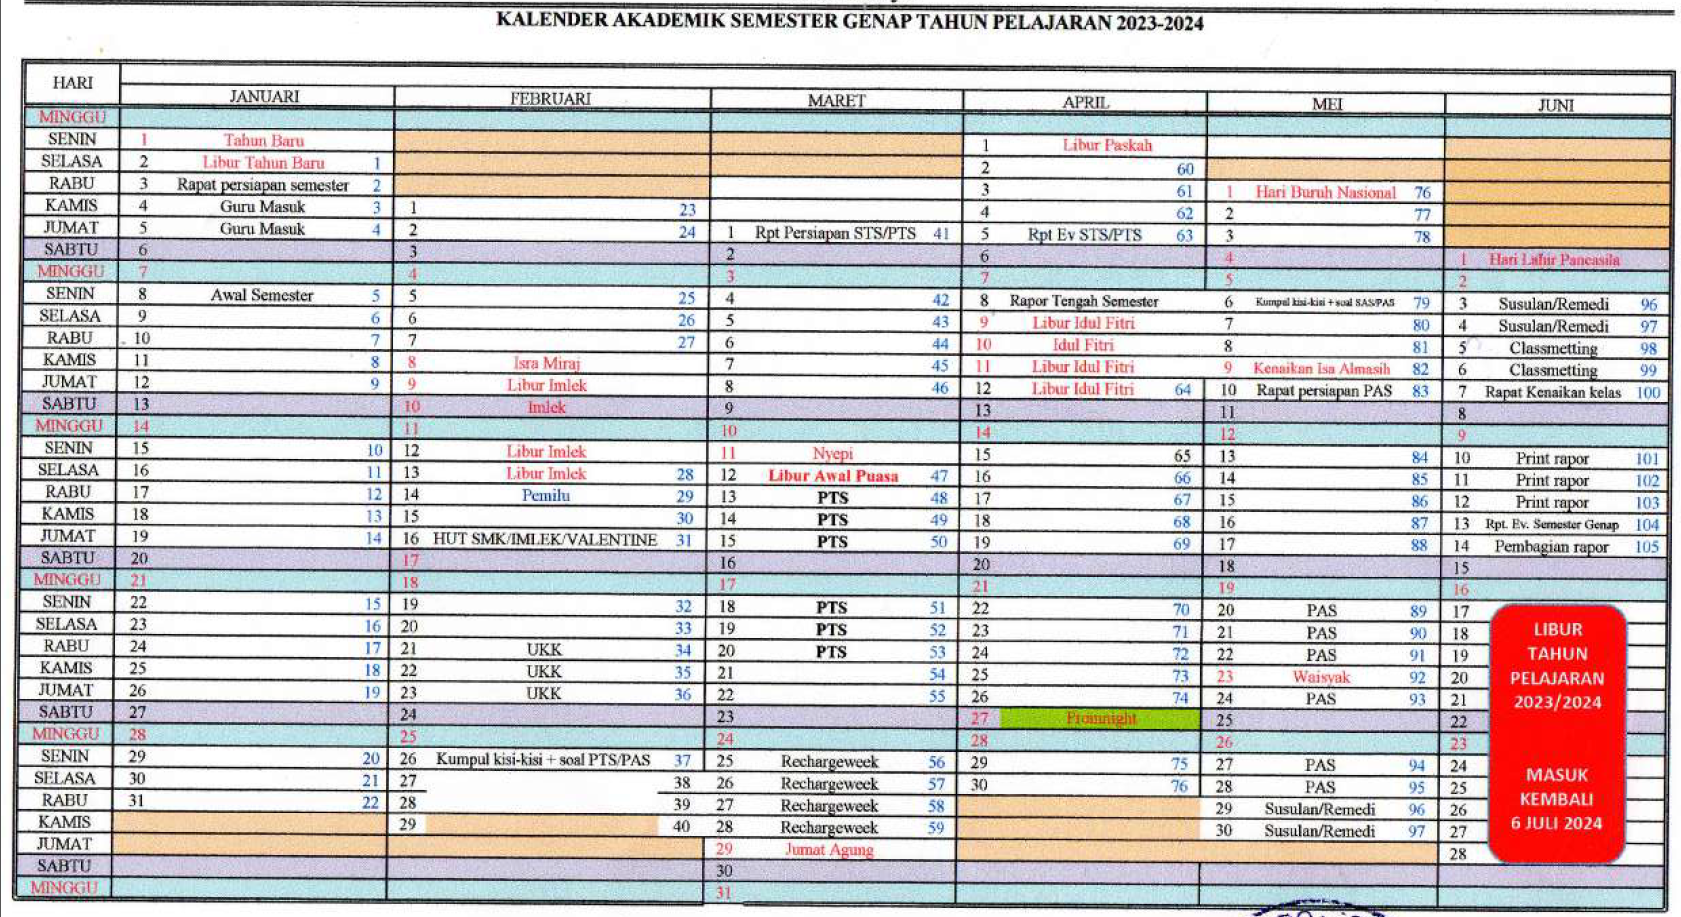 KALENDER AKADEMIK SEMESTER GENAP TAHUN PELAJARAN 2023-2024
HARI
JANUARI FEBRUARI MARET APRIL MEI JUNI
MINGGU
SENIN 1 Tahun Baru 1 Libur Paskah
SELASA 2 Libur Tahun Baru 1 2 60
RABU 3 Rapat persiapan semester 2 3 61 1 Hari Buruh Nasional 76
KAMIS 4 Guru Masuk 3 1 23 4 62 2 77
JUMAT 5 Guru Masuk 4 2 24 1 Rpt Persiapan STS/PTS 41 5 Rpt Ev STS/PTS 63 3 78
SABTU 6 3 2 6 4 1 Hari Lahir Pancasila
MINGGU 7 4 3 7 5 2
SENIN 8 Awal Semester 5 5 25 4 42 8 Rapor Tengah Semester 6 Kumpul kisi-kisi + soal SAS/PAS 79 3 Susulan/Remedi 96
SELASA 9 6 6 26 5 43 9 Libur Idul Fitri 7 80 4 Susulan/Remedi 97
RABU 10 7 7 27 6 44 10 Idul Fitri 8 81 5 Classmetting 98
KAMIS 11 8 8 Isra Miraj 7 45 11 Libur Idul Fitri 9 Kenaikan Isa Almasih 82 6 Classmetting 99
JUMAT 12 9 9 Libur Imlek 8 46 12 Libur Idul Fitri 64 10 Rapat persiapan PAS 83 7 Rapat Kenaikan kelas 100
SABTU 13 10 Imlek 9 13 11 8
MINGGU 14 11 10 14 12 9
SENIN 15 10 12 Libur Imlek 11 Nyepi 15 65 13 84 10 Print rapor 101
SELASA 16 11 13 Libur Imlek 28 12 Libur Awal Puasa 47 16 66 14 85 11 Print rapor 102
RABU 17 12 14 Pemilu 29 13 PTS 48 17 67 15 86 12 Print rapor 103
KAMIS 18 13 15 30 14 PTS 49 18 68 16 87 13 Rpt. Ev. Semester Genap 104
JUMAT 19 14 16 HUT SMK/IMLEK/VALENTINE 31 15 PTS 50 19 69 17 88 14 Pembagian rapor 105
SABTU 20 17 16 20 18 15
MINGGU 21 18 17 21 19 16
SENIN 22 15 19 32 18 PTS 51 22 70 20 PAS 89 17
SELASA 23 16 20 33 19 PTS 52 23 71 21 PAS 90 18
RABU 24 17 21 UKK 34 20 PTS 53 24 72 22 PAS 91 19
KAMIS 25 18 22 UKK 35 21 54 25 73 23 Waisyak 92 20
JUMAT 26 19 23 UKK 36 22 55 26 74 24 PAS 93 21
SABTU 27 24 23 27 Fromnight 25 22
MINGGU 28 25 24 28 26 23
SENIN 29 20 26 Kumpul kisi-kisi + soal PTS/PAS 37 25 Rechargeweek 56 29 75 27 PAS 94 24
SELASA 30 21 27 38 26 Rechargeweek 57 30 76 28 PAS 95 25
RABU 31 22 28 39 27 Rechargeweek 58 29 Susulan/Remedi 96 26
KAMIS 29 40 28 Rechargeweek 59 30 Susulan/Remedi 97 27
JUMAT 29 Jumat Agung 28
SABTU 30
MINGGU 31
LIBUR
TAHUN
PELAJARAN
2023/2024
MASUK
KEMBALI
6 JULI 2024